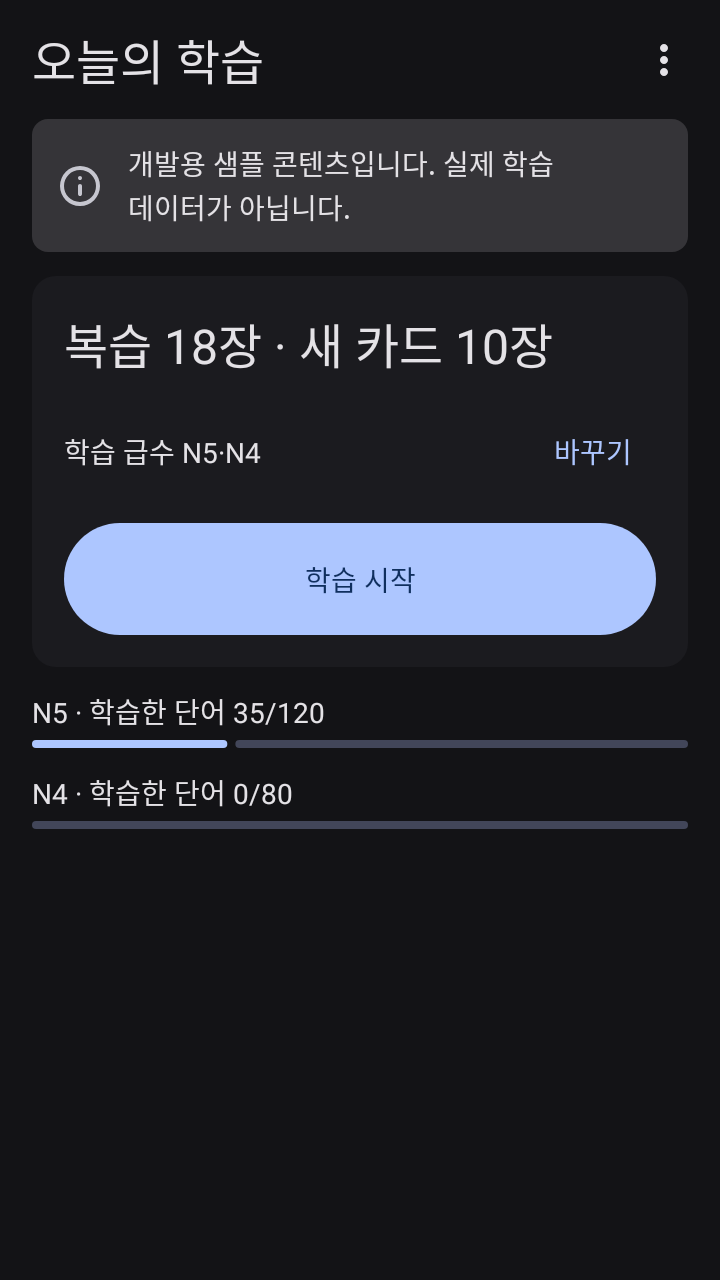 오늘의 학습
개발용 샘플 콘텐츠입니다. 실제 학습
데이터가 아닙니다.
복습 18장 · 새 카드 10장
학습 급수 N5·N4
바꾸기
학습 시작
N5 · 학습한 단어 35/120
N4 · 학습한 단어 0/80